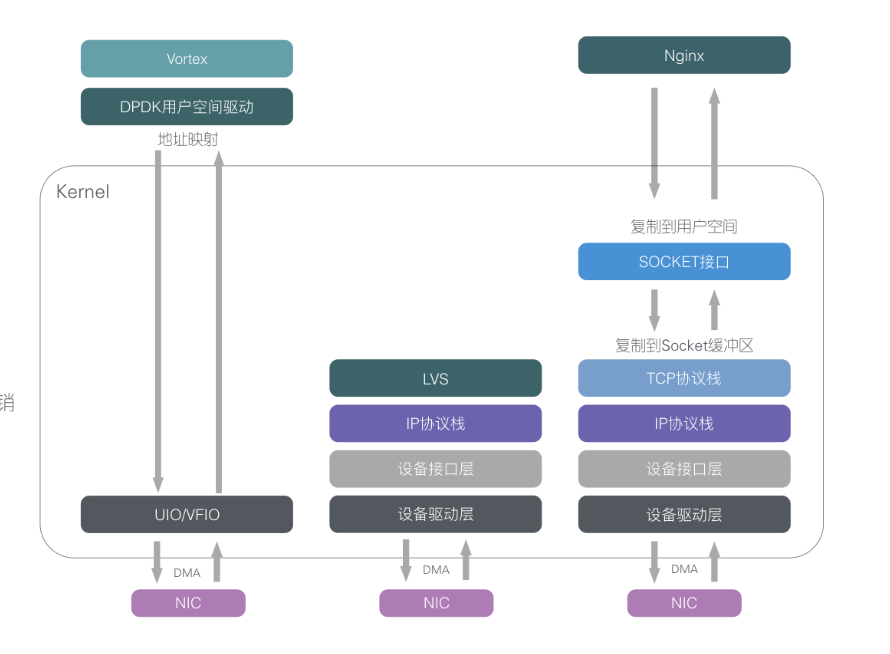 Vortex
DPDK用户空间驱动
地址映射
Nginx
Kernel
复制到用户空间
SOCKET接口
复制到Socket缓冲区
销
LVS
TCP协议栈
IP协议栈
IP协议栈
设备接口层
设备接口层
UIO/VFIO
设备驱动层
设备驱动层
DMA
DMA
DMA
NIC
NIC
NIC